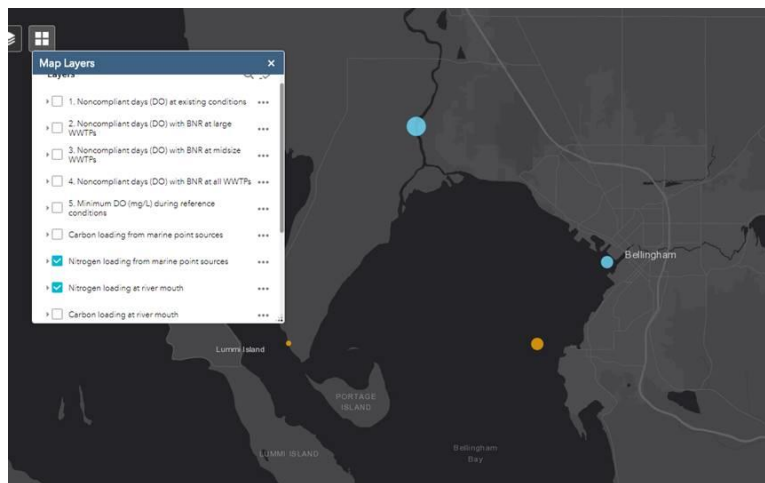 Map Layers
Layers
1. Noncompliant days (DO) at existing conditions
2. Noncompliant days (DO) with BNR at large
WWTPs
3. Noncompliant days (DO) with BNR at midsize
WWTPs
4. Noncompliant days (DO) with BNR at all WWTPs
5. Minimum DO (mg/L) during reference
conditions
Carbon loading from marine point sources
Nitrogen loading from marine point sources
Nitrogen loading at river mouth
Carbon loading at river mouth
Bellingham
Lummi Island
PORTAGE
ISLAND
LUMMI ISLAND
Bellingham
Bay